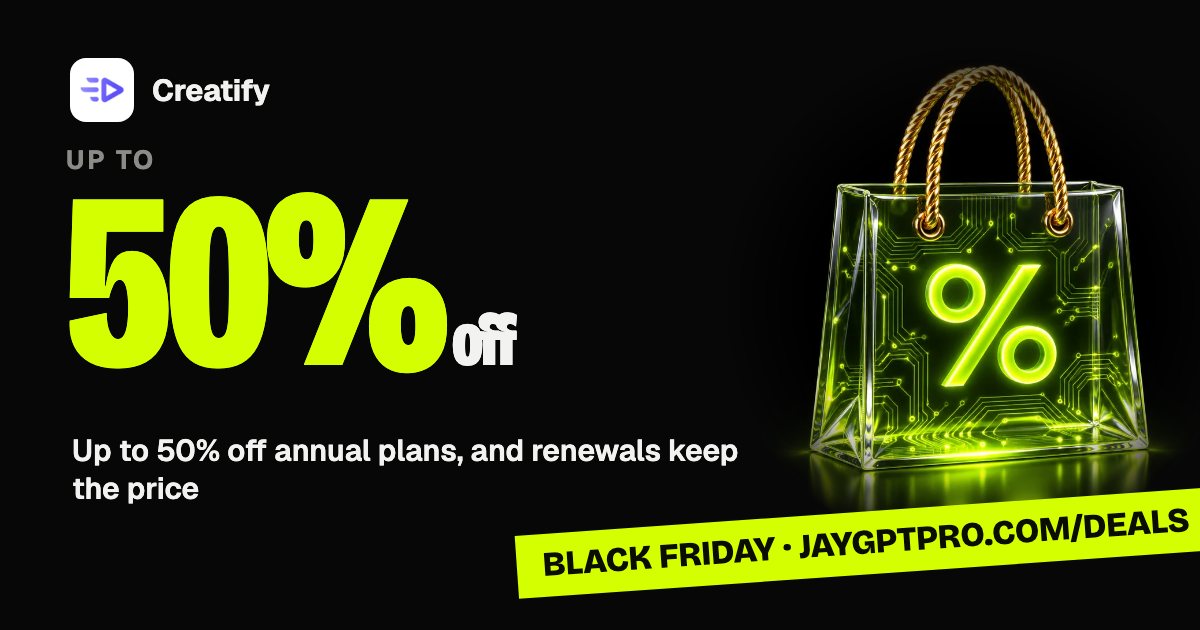 Creatify
UP TO
50% off
Up to 50% off annual plans, and renewals keep
the price
%
BLACK FRIDAY · JAYGPTPRO.COM/DEALS